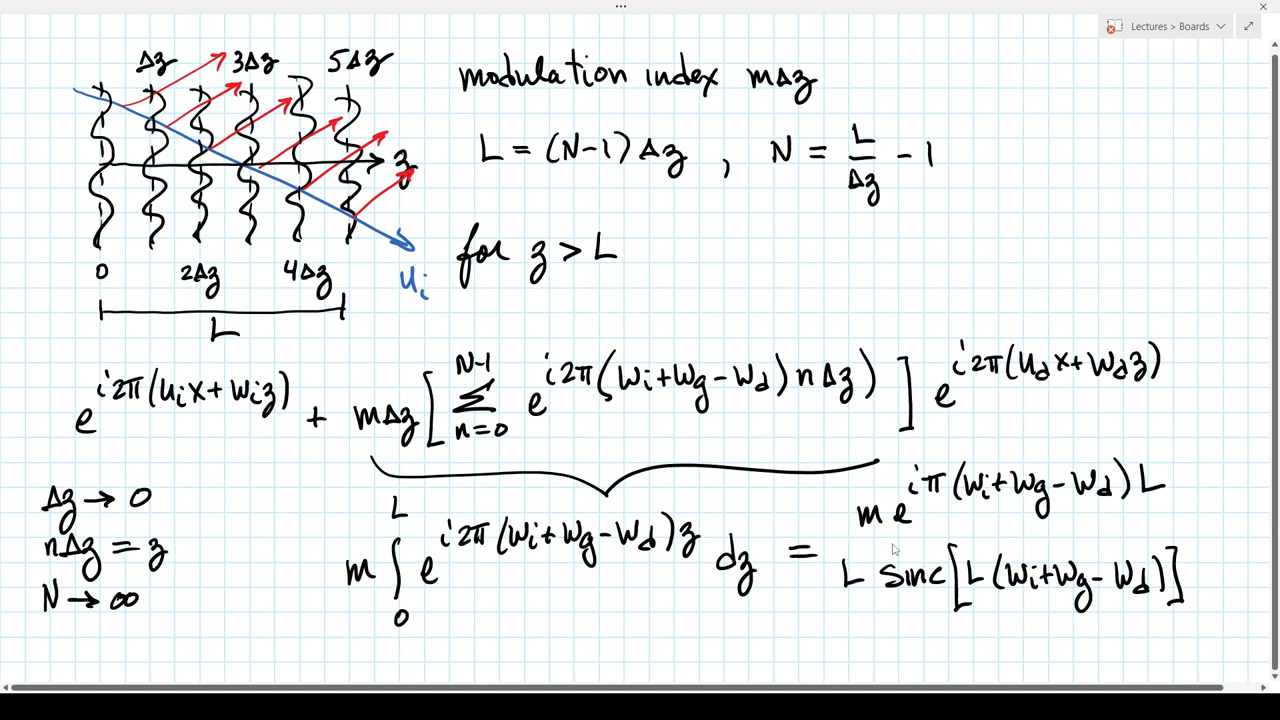 Lectures > Boards
Δz 3Δz 5Δz
modulation index mΔz
L = (N-1)Δz , N = L/Δz - 1
z
for z > L
0 2Δz 4Δz u_i
L
e^{i2π(u_i x + w_i z)} + mΔz [ Σ_{n=0}^{N-1} e^{i2π(w_i + w_g - w_d) nΔz)} ] e^{i2π(u_d x + w_d z)}
Δz → 0
nΔz = z
N → ∞
m ∫_0^L e^{i2π(w_i + w_g - w_d)z} dz = m e^{iπ(w_i + w_g - w_d)L}
L sinc[L(w_i + w_g - w_d)]